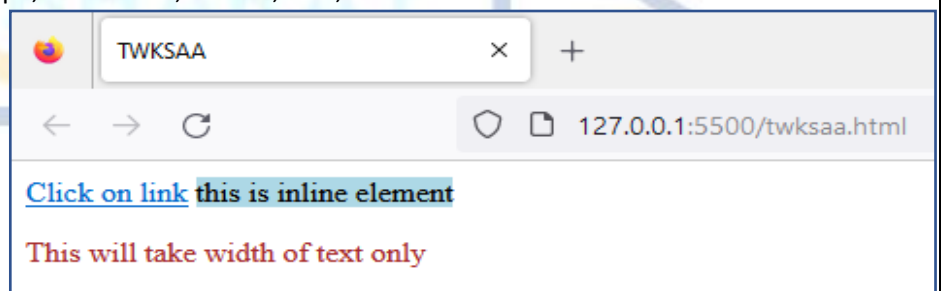 TWKSAA
127.0.0.1:5500/twksaa.html
Click on link this is inline element
This will take width of text only